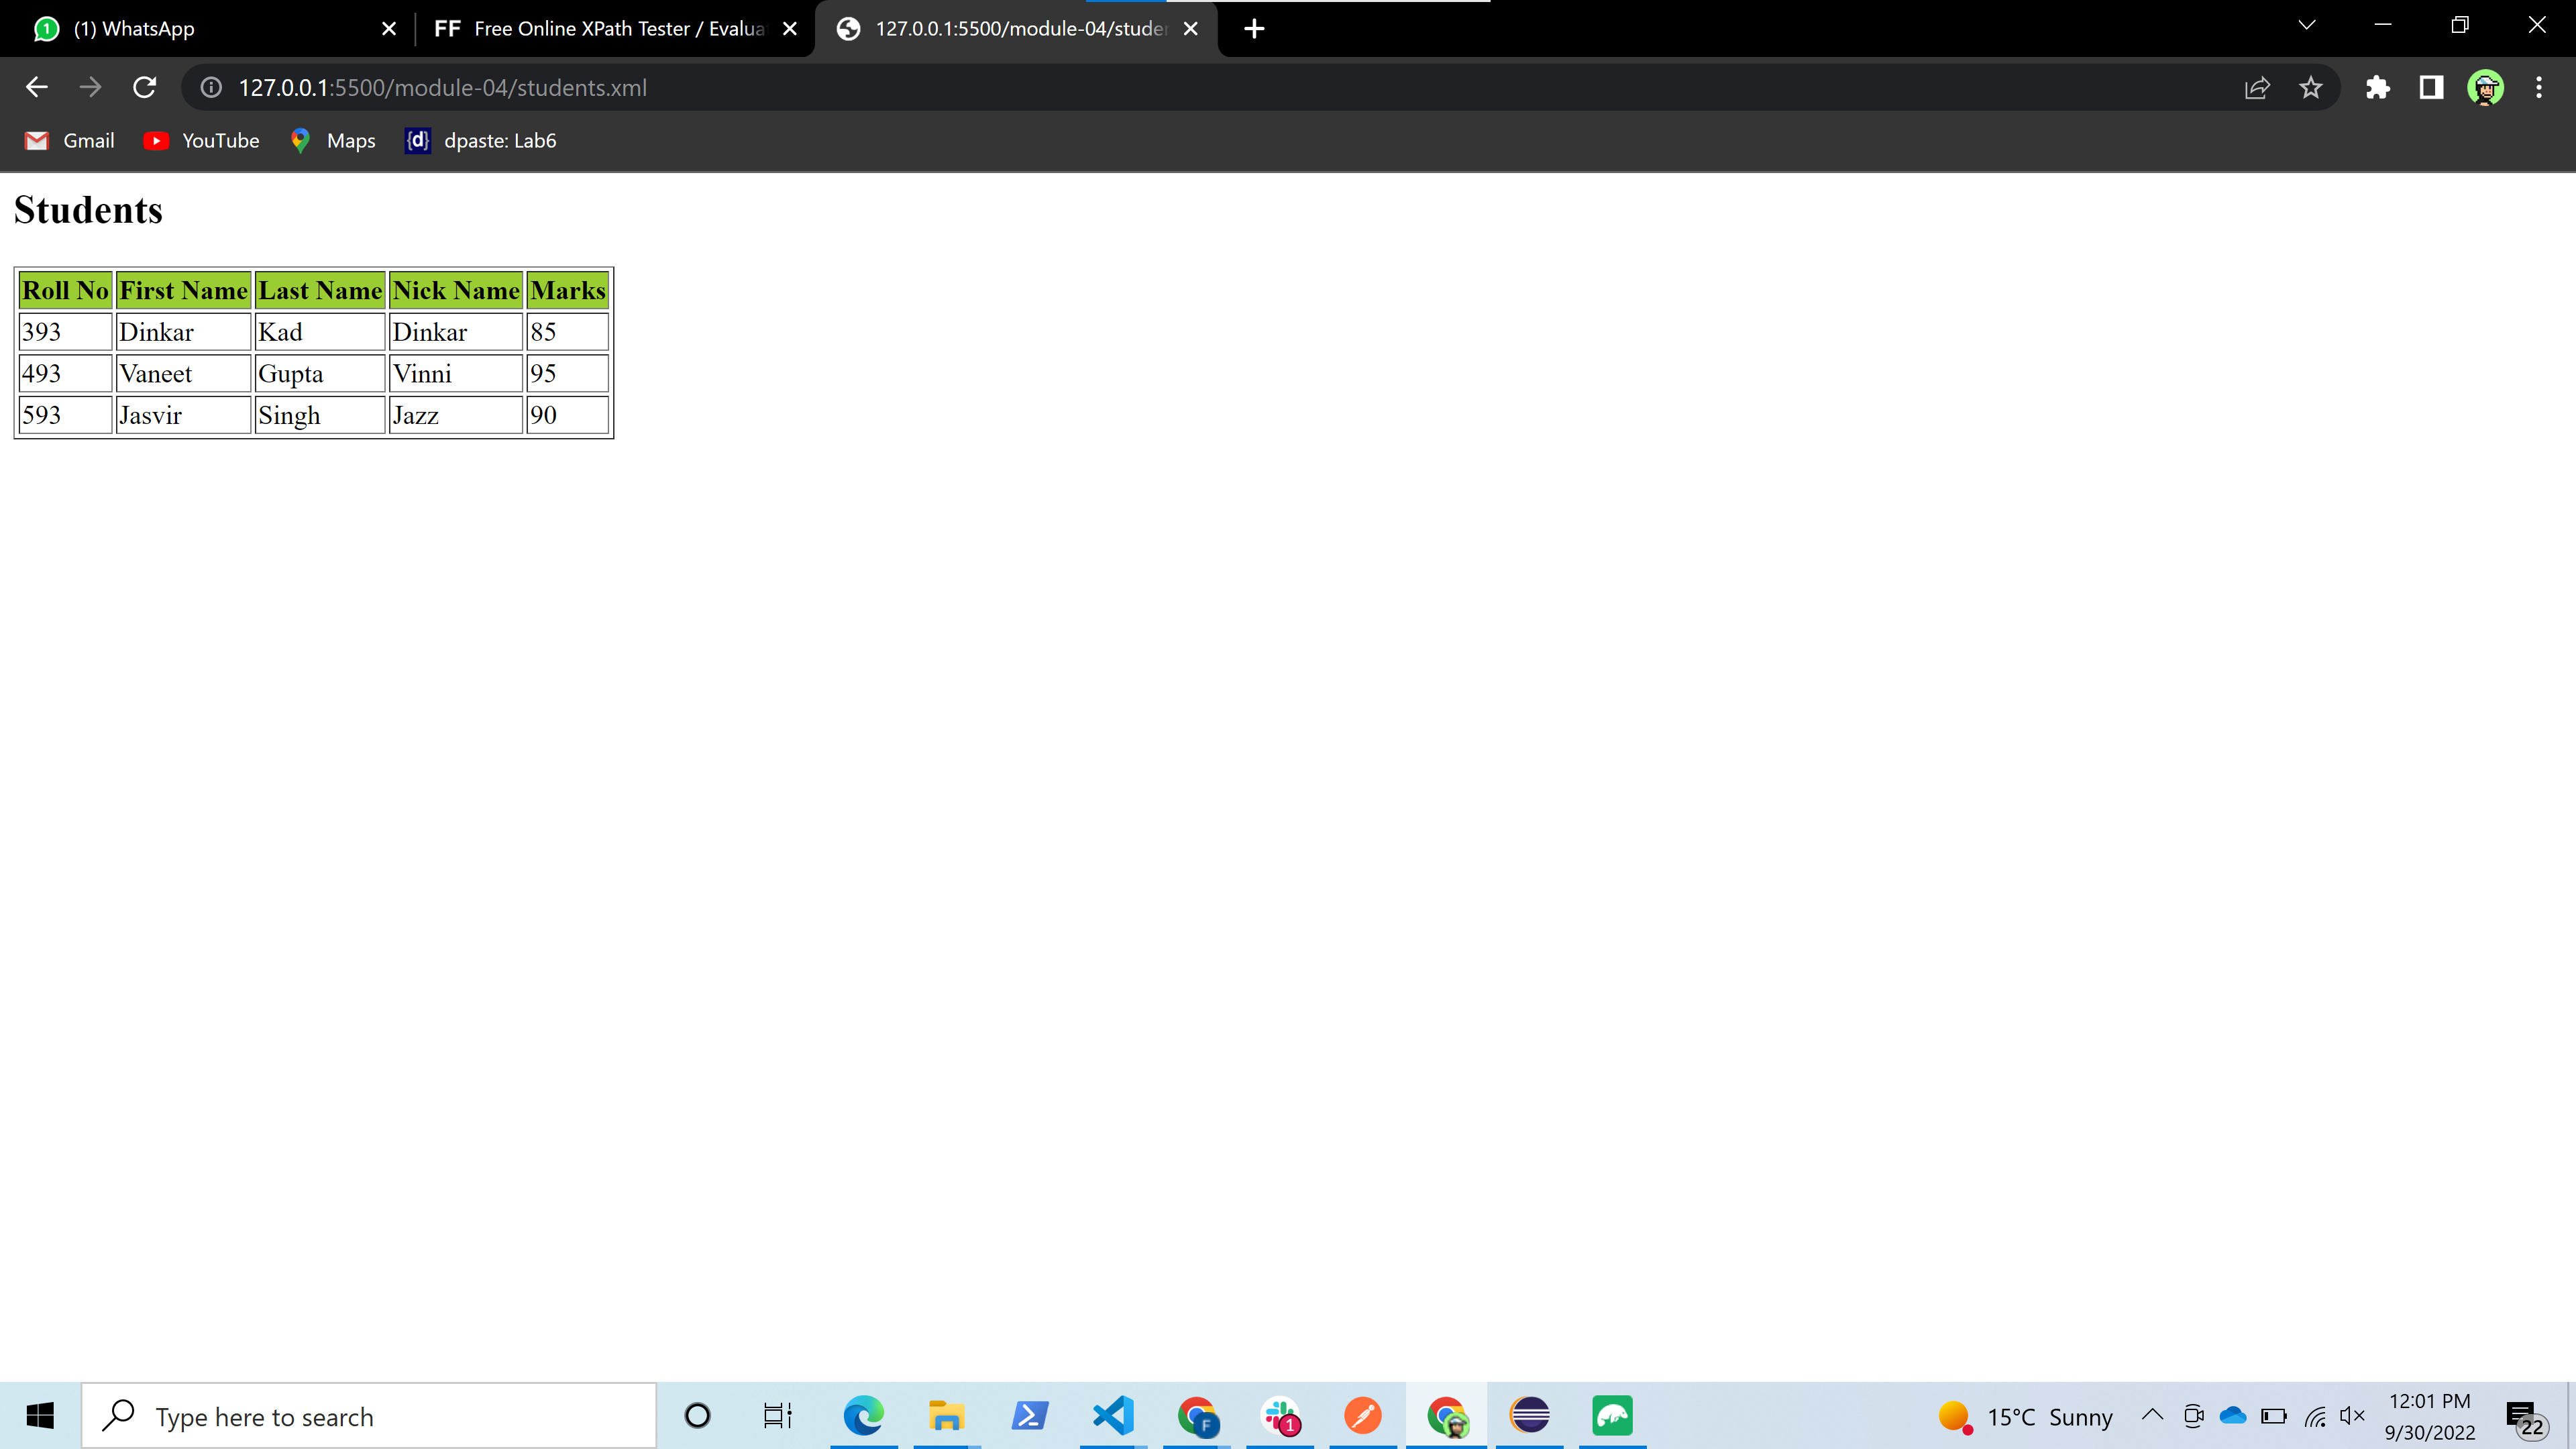 (1) WhatsApp
FF Free Online XPath Tester / Evalua
127.0.0.1:5500/module-04/studen
127.0.0.1:5500/module-04/students.xml
Gmail YouTube Maps {d} dpaste: Lab6
Students
Roll No First Name Last Name Nick Name Marks
393 Dinkar Kad Dinkar 85
493 Vaneet Gupta Vinni 95
593 Jasvir Singh Jazz 90
Type here to search
F
1
15°C Sunny
12:01 PM
9/30/2022
22